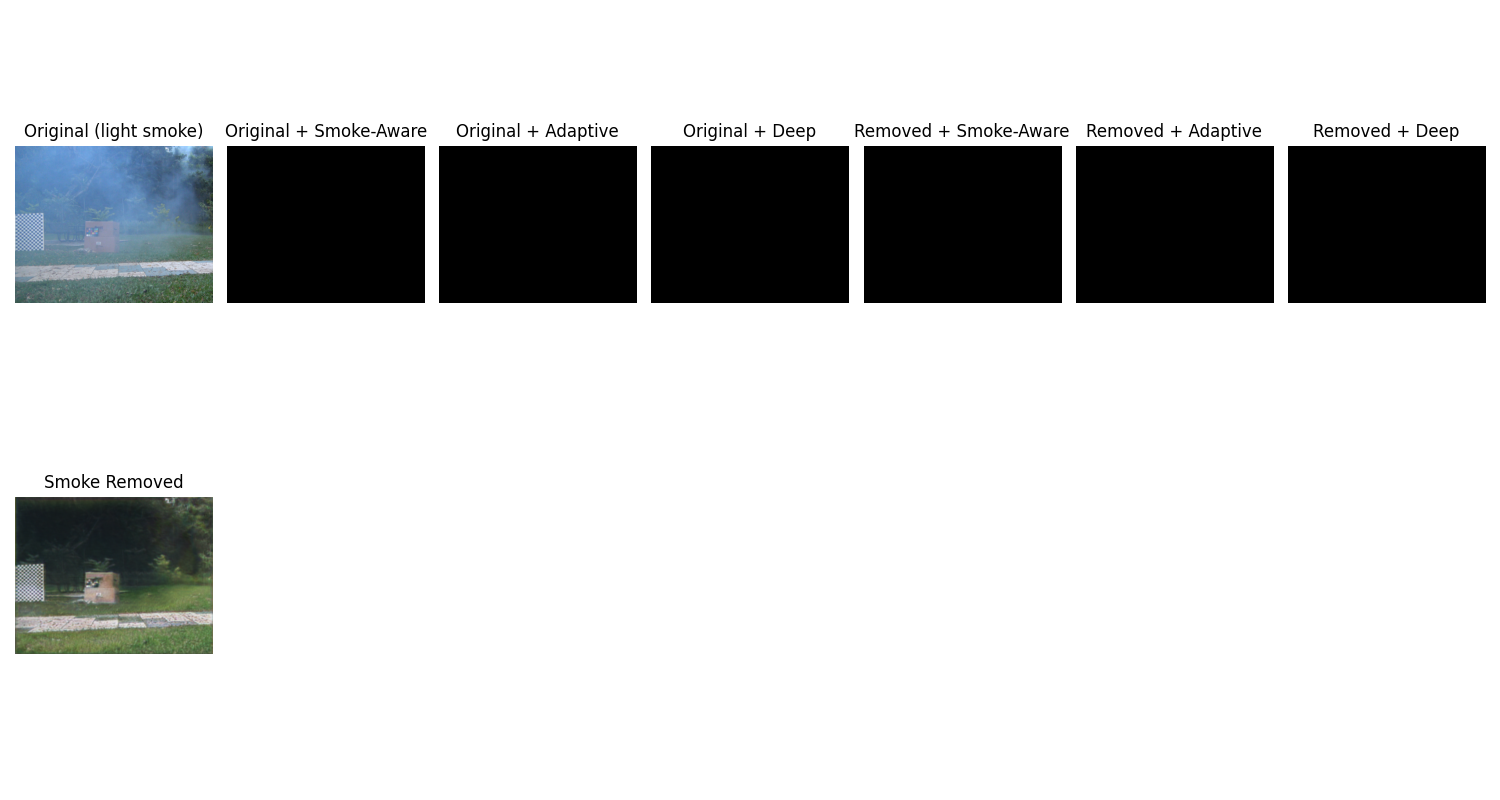 Original (light smoke)
Original + Smoke-Aware
Original + Adaptive
Original + Deep
Removed + Smoke-Aware
Removed + Adaptive
Removed + Deep
Smoke Removed